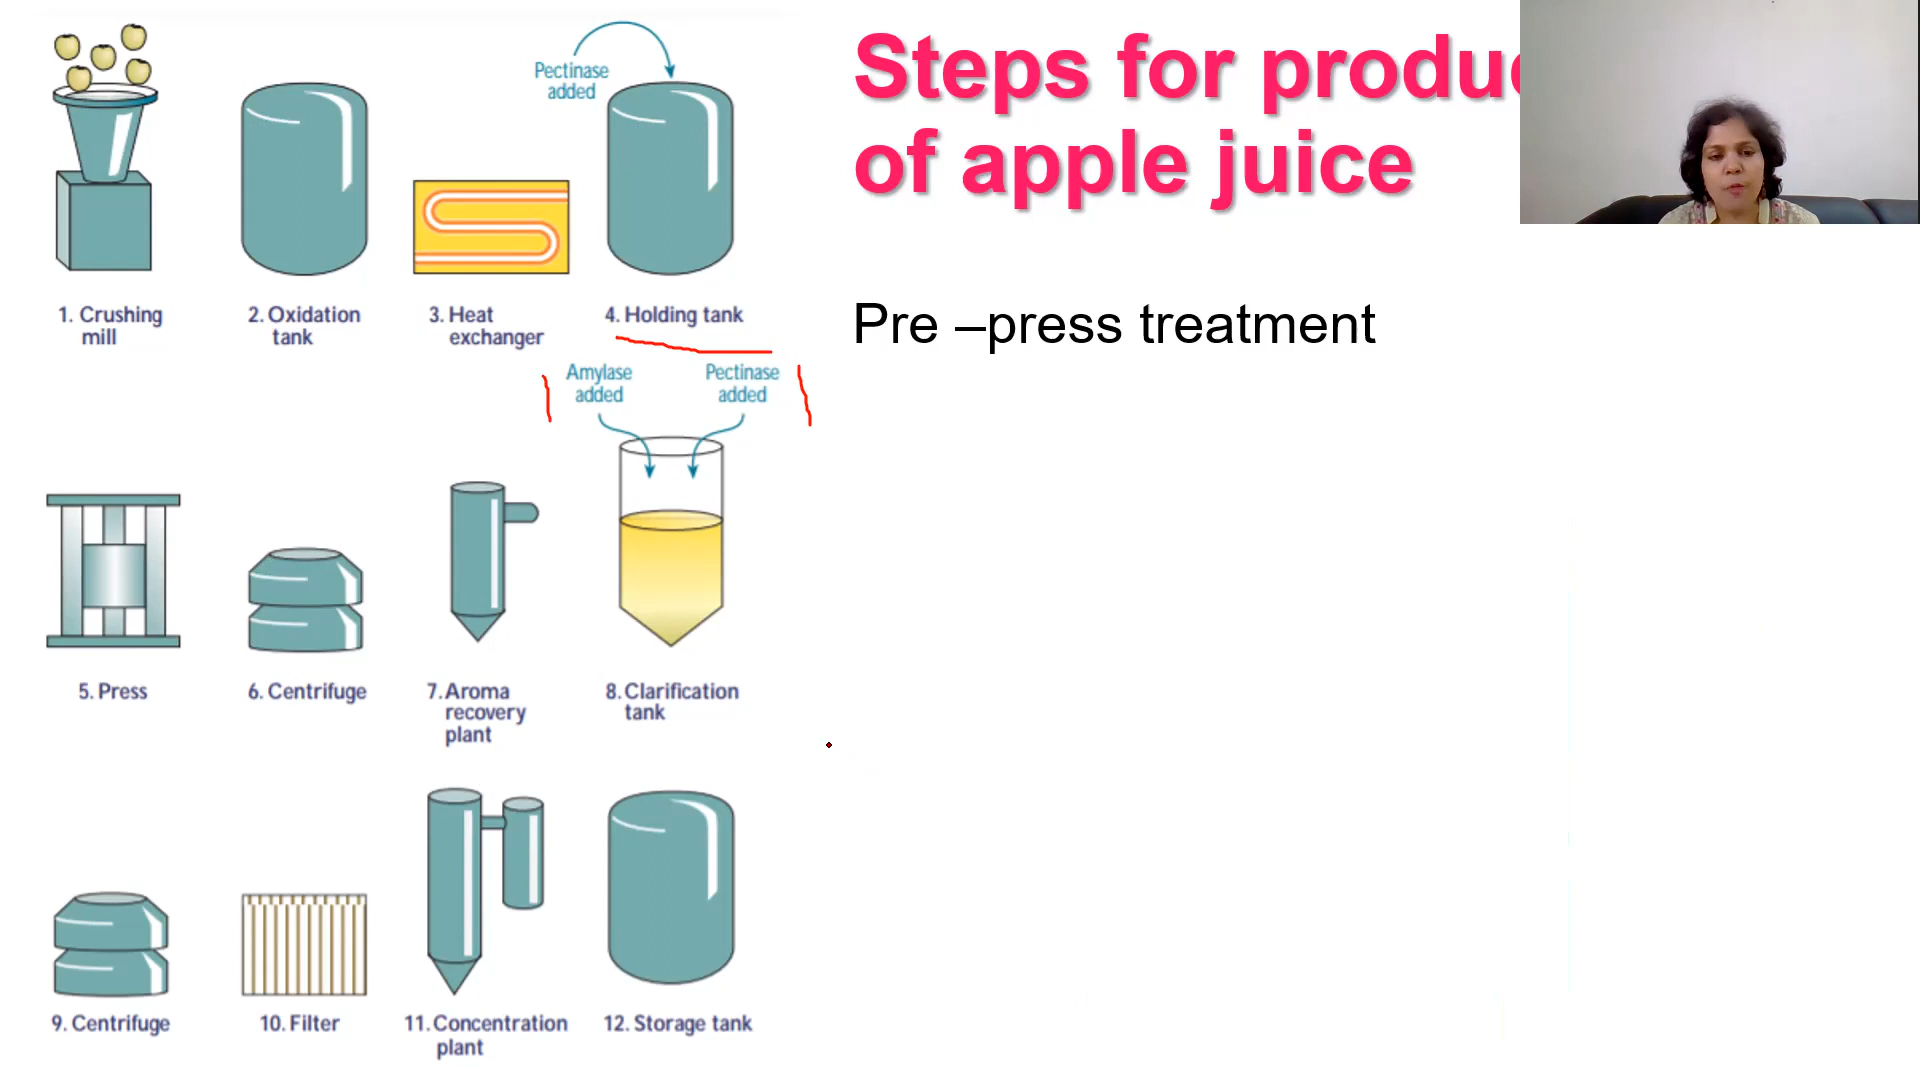 Steps for produ
of apple juice
Pre –press treatment
Pectinase
added
1. Crushing
mill
2. Oxidation
tank
3. Heat
exchanger
4. Holding tank
Amylase
added
Pectinase
added
5. Press
6. Centrifuge
7. Aroma
recovery
plant
8. Clarification
tank
9. Centrifuge
10. Filter
11. Concentration
plant
12. Storage tank